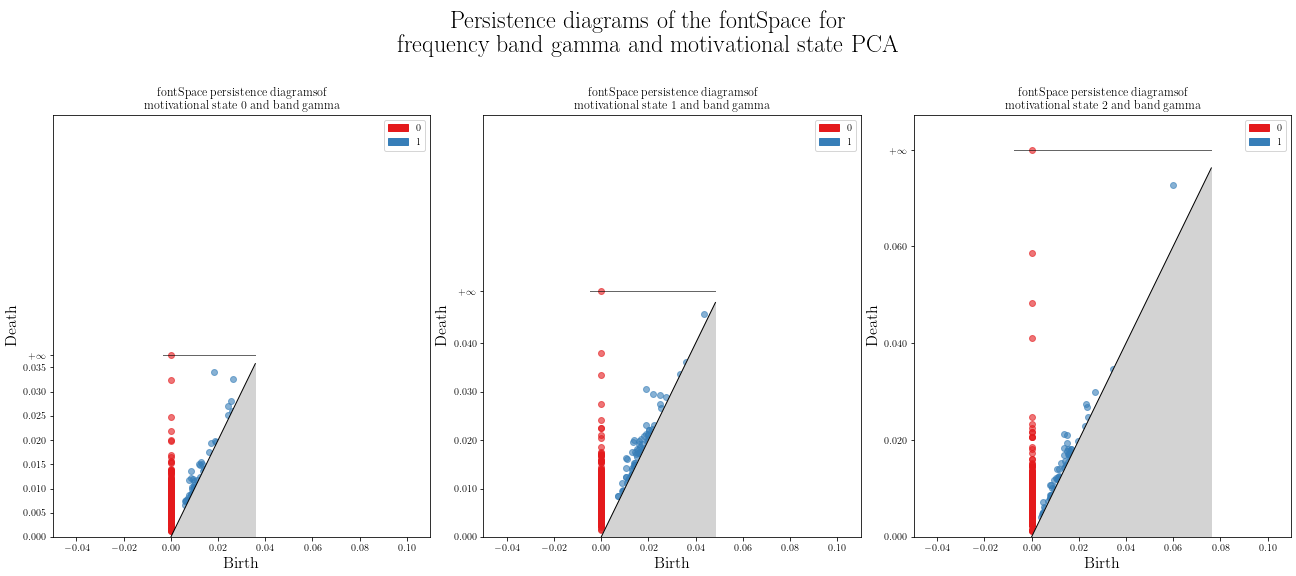 Persistence diagrams of the fontSpace for
frequency band gamma and motivational state PCA
fontSpace persistence diagramsof
motivational state 0 and band gamma
0
1
Death
+∞
0.035
0.030
0.025
0.020
0.015
0.010
0.005
0.000
−0.04 −0.02 0.00 0.02 0.04 0.06 0.08 0.10
Birth
fontSpace persistence diagramsof
motivational state 1 and band gamma
0
1
Death
+∞
0.040
0.030
0.020
0.010
0.000
−0.04 −0.02 0.00 0.02 0.04 0.06 0.08 0.10
Birth
fontSpace persistence diagramsof
motivational state 2 and band gamma
0
1
Death
+∞
0.060
0.040
0.020
0.000
−0.04 −0.02 0.00 0.02 0.04 0.06 0.08 0.10
Birth